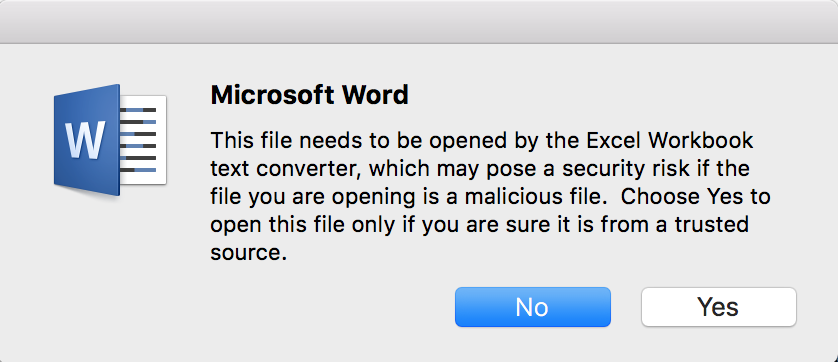 W
Microsoft Word
This file needs to be opened by the Excel Workbook
text converter, which may pose a security risk if the
file you are opening is a malicious file.  Choose Yes to
open this file only if you are sure it is from a trusted
source.
No
Yes